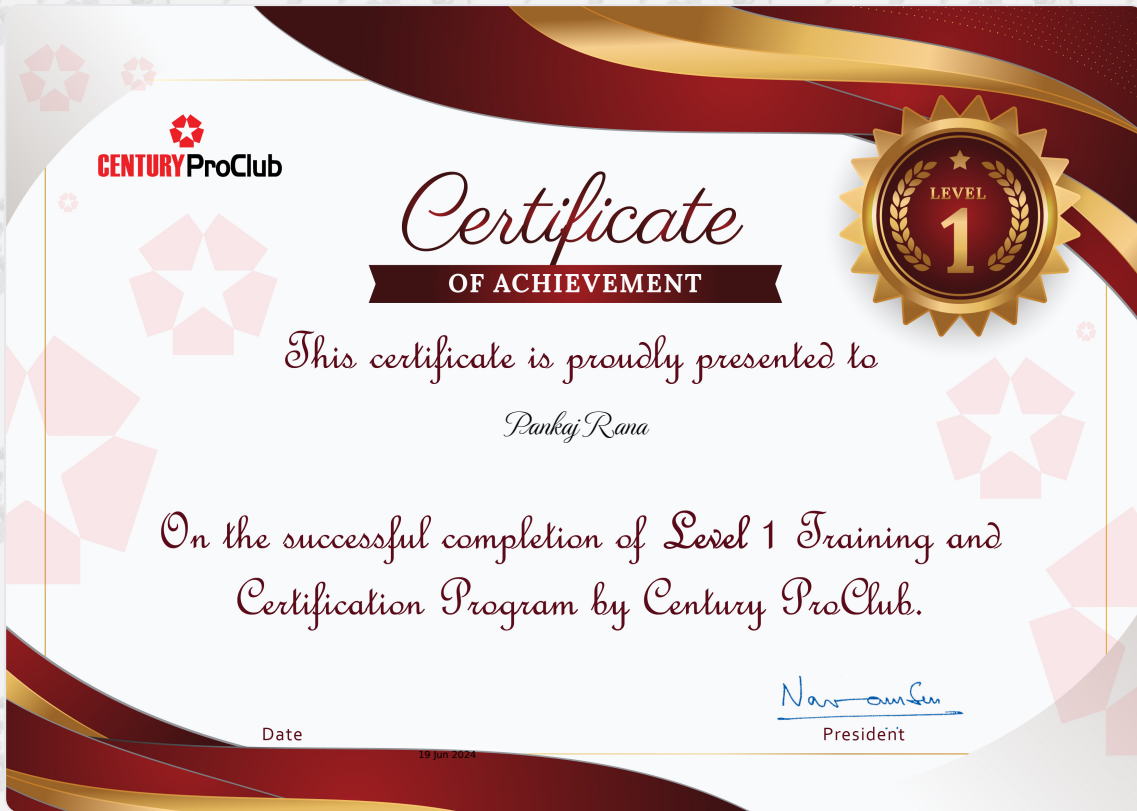 CENTURY ProClub
LEVEL
1
Certificate
OF ACHIEVEMENT
This certificate is proudly presented to
Pankaj Rana
On the successful completion of Level 1 Training and
Certification Program by Century ProClub.
Date
President
19 Jun 2024